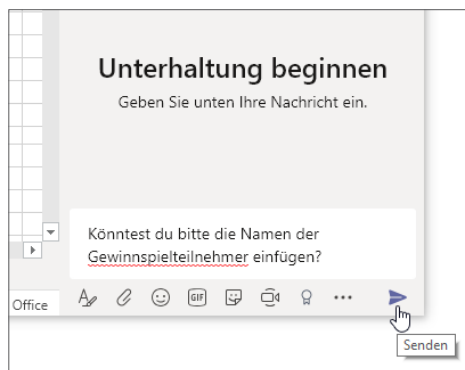 Unterhaltung beginnen
Geben Sie unten Ihre Nachricht ein.
Könntest du bitte die Namen der
Gewinnspielteilnehmer einfügen?
Office
GIF
Senden